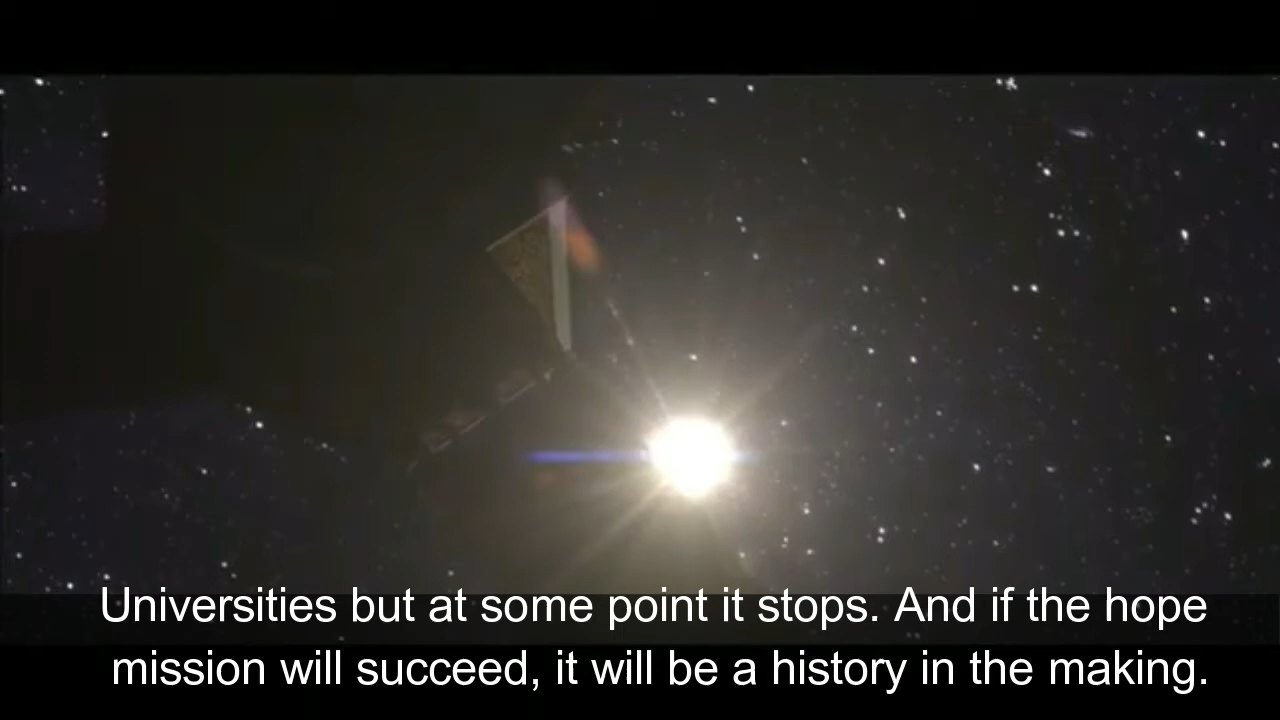 Universities but at some point it stops. And if the hope
mission will succeed, it will be a history in the making.